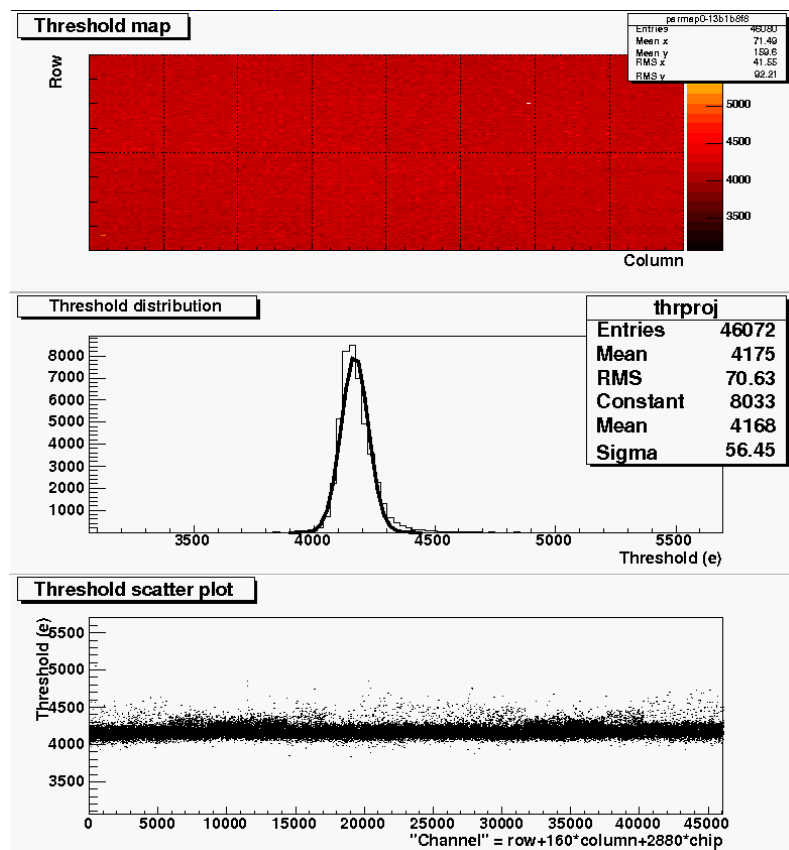 Threshold map
parmap0-13b1b8f8
Entries 46080
Mean x 71.49
Mean y 159.6
RMS x 41.55
RMS y 92.21
Row
5000
4500
4000
3500
Column
Threshold distribution
thrproj
Entries 46072
Mean 4175
RMS 70.63
Constant 8033
Mean 4168
Sigma 56.45
8000
7000
6000
5000
4000
3000
2000
1000
3500 4000 4500 5000 5500
Threshold (e)
Threshold scatter plot
Threshold (e)
5500
5000
4500
4000
3500
0 5000 10000 15000 20000 25000 30000 35000 40000 45000
"Channel" = row+160*column+2880*chip